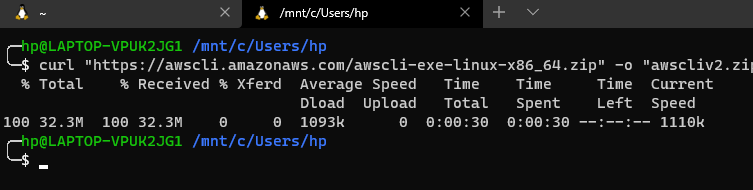 ~
/mnt/c/Users/hp
hp@LAPTOP-VPUK2JG1 /mnt/c/Users/hp
$ curl "https://awscli.amazonaws.com/awscli-exe-linux-x86_64.zip" -o "awscliv2.zip
% Total % Received % Xferd Average Speed Time Time Time Current
Dload Upload Total Spent Left Speed
100 32.3M 100 32.3M 0 0 1093k 0 0:00:30 0:00:30 --:--:-- 1110k
hp@LAPTOP-VPUK2JG1 /mnt/c/Users/hp
$